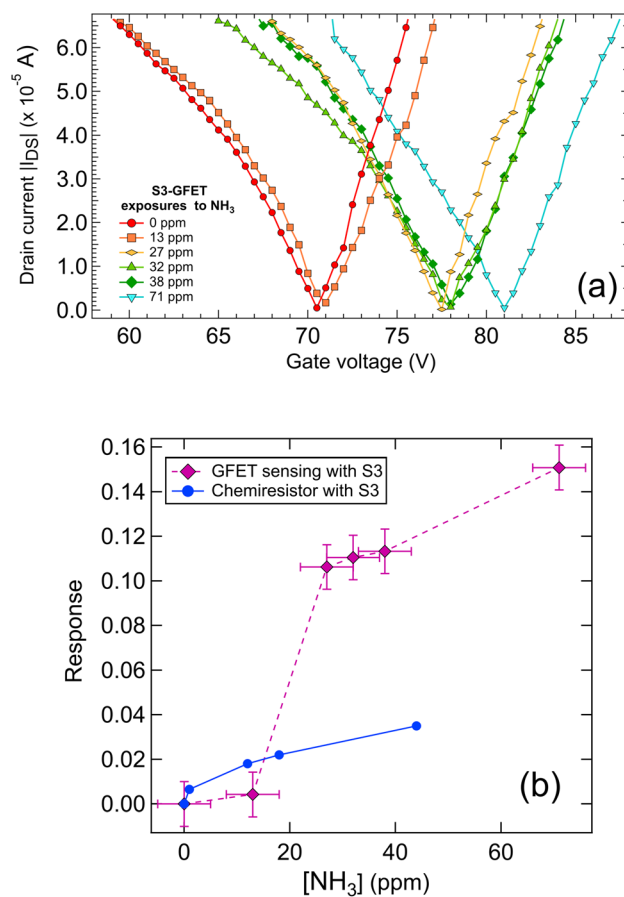 Drain current |I_DS| (x 10^-5 A)
6.0
5.0
4.0
3.0
2.0
1.0
0.0
S3-GFET
exposures to NH₃
0 ppm
13 ppm
27 ppm
32 ppm
38 ppm
71 ppm
(a)
60 65 70 75 80 85
Gate voltage (V)
Response
0.16
0.14
0.12
0.10
0.08
0.06
0.04
0.02
0.00
GFET sensing with S3
Chemiresistor with S3
(b)
0 20 40 60
[NH₃] (ppm)